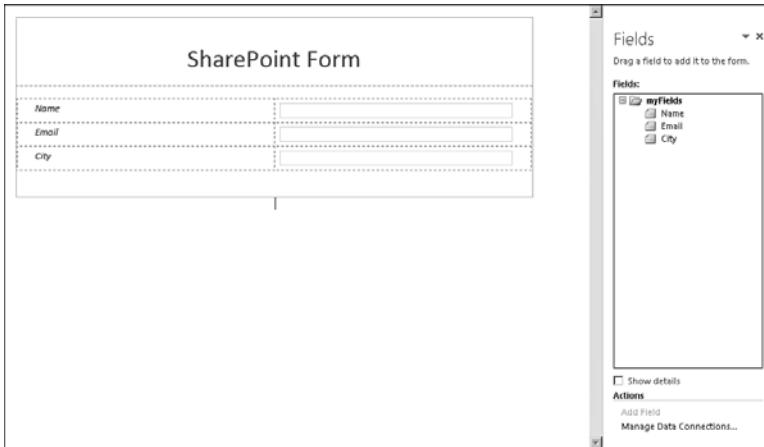 SharePoint Form
Name
Email
City
Fields
Drag a field to add it to the form.
Fields:
myFields
Name
Email
City
Show details
Actions
Add Field
Manage Data Connections...